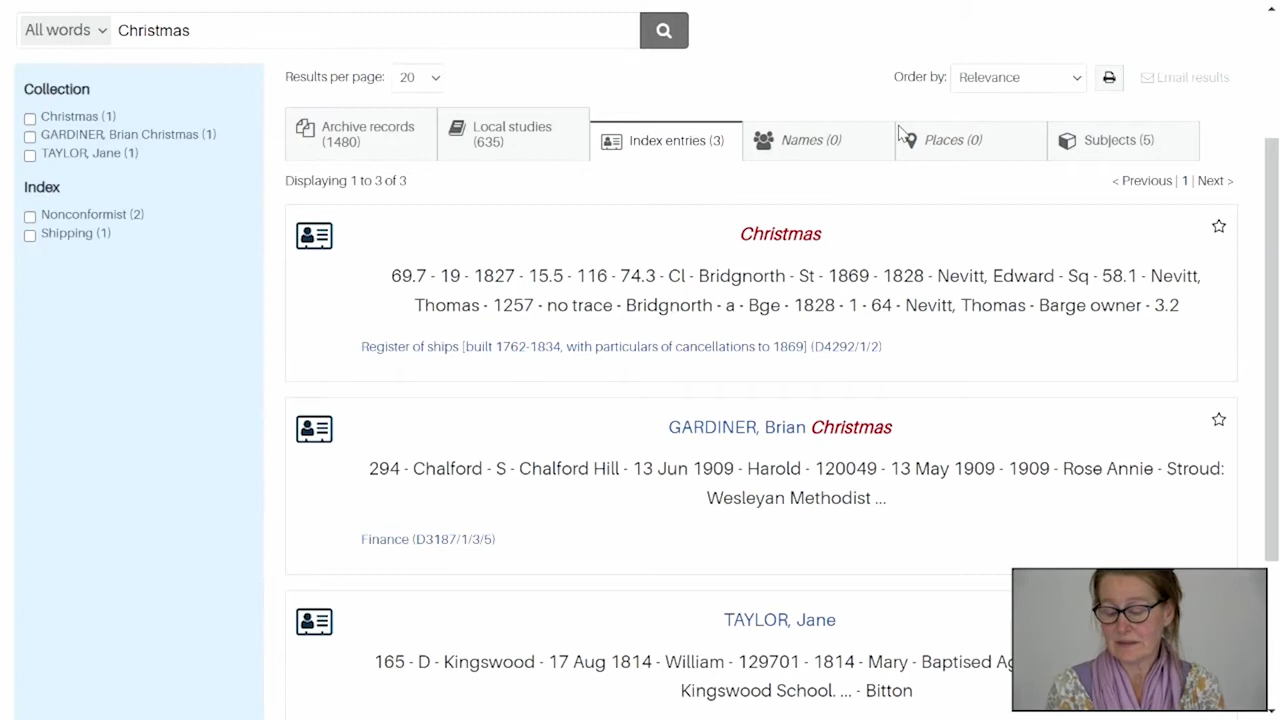 All words Christmas
Collection
Christmas (1)
GARDINER, Brian Christmas (1)
TAYLOR, Jane (1)
Index
Nonconformist (2)
Shipping (1)
Results per page: 20
Order by: Relevance
Email results
Archive records (1480)
Local studies (635)
Index entries (3)
Names (0)
Places (0)
Subjects (5)
Displaying 1 to 3 of 3
< Previous | 1 | Next >
Christmas
69.7 - 19 - 1827 - 15.5 - 116 - 74.3 - Cl - Bridgnorth - St - 1869 - 1828 - Nevitt, Edward - Sq - 58.1 - Nevitt,
Thomas - 1257 - no trace - Bridgnorth - a - Bge - 1828 - 1 - 64 - Nevitt, Thomas - Barge owner - 3.2
Register of ships [built 1762-1834, with particulars of cancellations to 1869] (D4292/1/2)
GARDINER, Brian Christmas
294 - Chalford - S - Chalford Hill - 13 Jun 1909 - Harold - 120049 - 13 May 1909 - 1909 - Rose Annie - Stroud:
Wesleyan Methodist ...
Finance (D3187/1/3/5)
TAYLOR, Jane
165 - D - Kingswood - 17 Aug 1814 - William - 129701 - 1814 - Mary - Baptised
Kingswood School. ... - Bitton